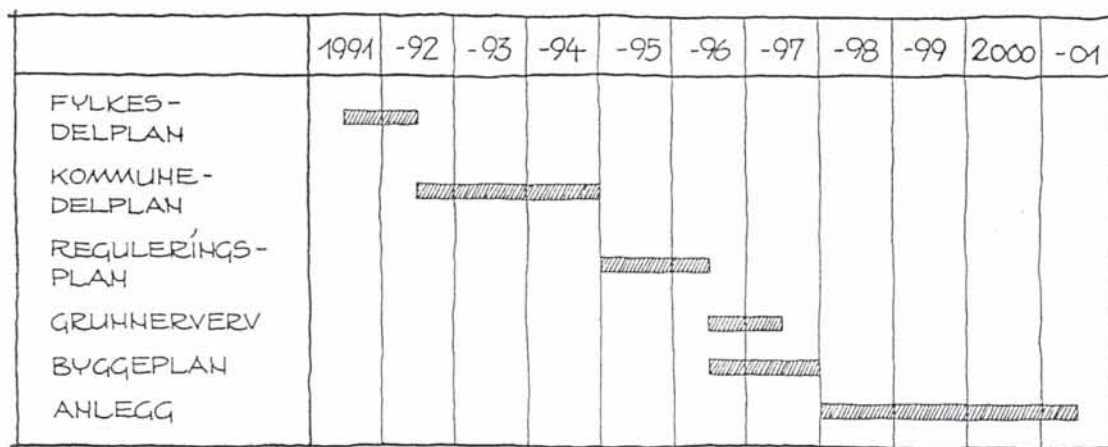 1991 -92 -93 -94 -95 -96 -97 -98 -99 2000 -01
FYLKES-
DELPLAN
KOMMUNE-
DELPLAN
REGULERINGS-
PLAN
GRUNNERVERV
BYGGEPLAN
ANLEGG